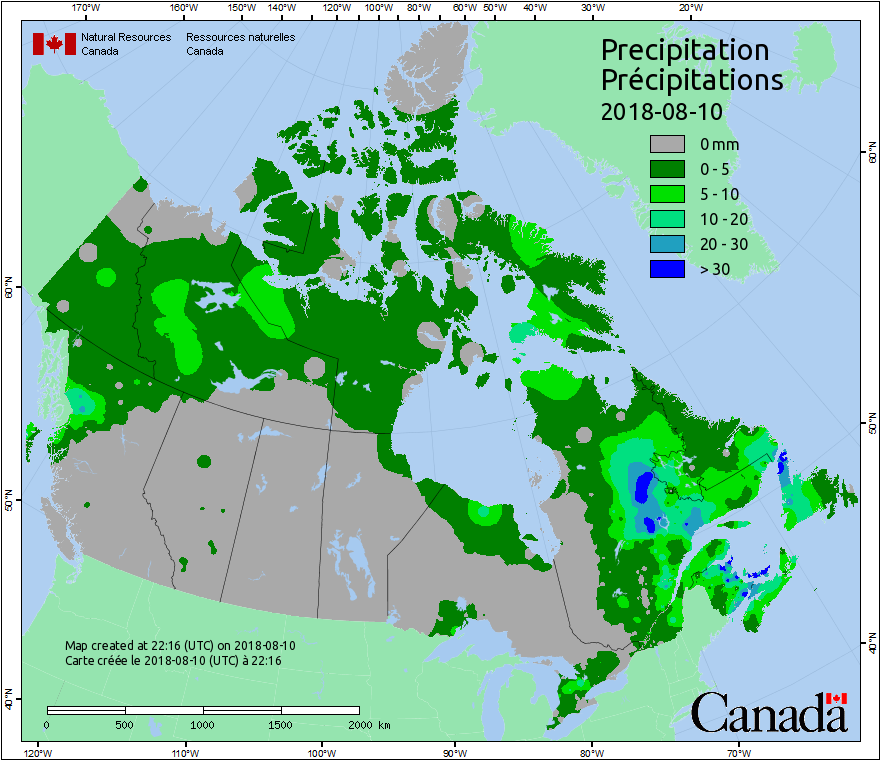 170°W 160°W 150°W 140°W 130°W 120°W 110°W 100°W 90°W 80°W 70°W 60°W 50°W 40°W 30°W 20°W
Natural Resources Ressources naturelles
Canada Canada
Precipitation
Précipitations
2018-08-10
0 mm
0 - 5
5 - 10
10 - 20
20 - 30
> 30
60°N
60°N
50°N
50°N
40°N
40°N
Map created at 22:16 (UTC) on 2018-08-10
Carte créée le 2018-08-10 (UTC) à 22:16
0 500 1000 1500 2000 km
Canada
120°W 110°W 100°W 90°W 80°W 70°W